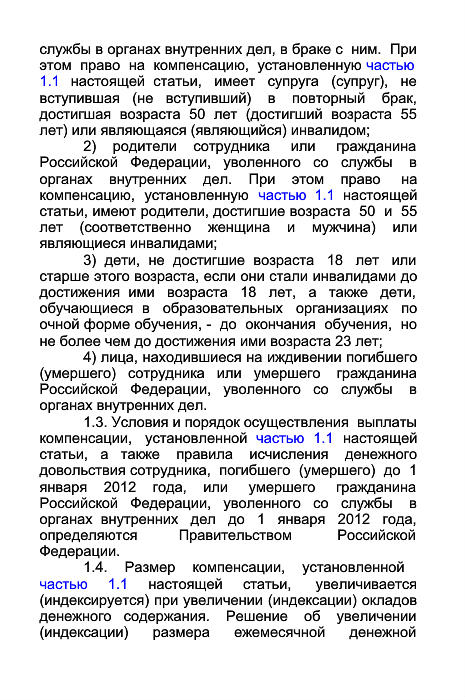 службы в органах внутренних дел, в браке с ним. При
этом право на компенсацию, установленную частью
1.1 настоящей статьи, имеет супруга (супруг), не
вступившая (не вступивший) в повторный брак,
достигшая возраста 50 лет (достигший возраста 55
лет) или являющаяся (являющийся) инвалидом;
2) родители сотрудника или гражданина
Российской Федерации, уволенного со службы в
органах внутренних дел. При этом право на
компенсацию, установленную частью 1.1 настоящей
статьи, имеют родители, достигшие возраста 50 и 55
лет (соответственно женщина и мужчина) или
являющиеся инвалидами;
3) дети, не достигшие возраста 18 лет или
старше этого возраста, если они стали инвалидами до
достижения ими возраста 18 лет, а также дети,
обучающиеся в образовательных организациях по
очной форме обучения, - до окончания обучения, но
не более чем до достижения ими возраста 23 лет;
4) лица, находившиеся на иждивении погибшего
(умершего) сотрудника или умершего гражданина
Российской Федерации, уволенного со службы в
органах внутренних дел.
1.3. Условия и порядок осуществления выплаты
компенсации, установленной частью 1.1 настоящей
статьи, а также правила исчисления денежного
довольствия сотрудника, погибшего (умершего) до 1
января 2012 года, или умершего гражданина
Российской Федерации, уволенного со службы в
органах внутренних дел до 1 января 2012 года,
определяются Правительством Российской
Федерации.
1.4. Размер компенсации, установленной
частью 1.1 настоящей статьи, увеличивается
(индексируется) при увеличении (индексации) окладов
денежного содержания. Решение об увеличении
(индексации) размера ежемесячной денежной